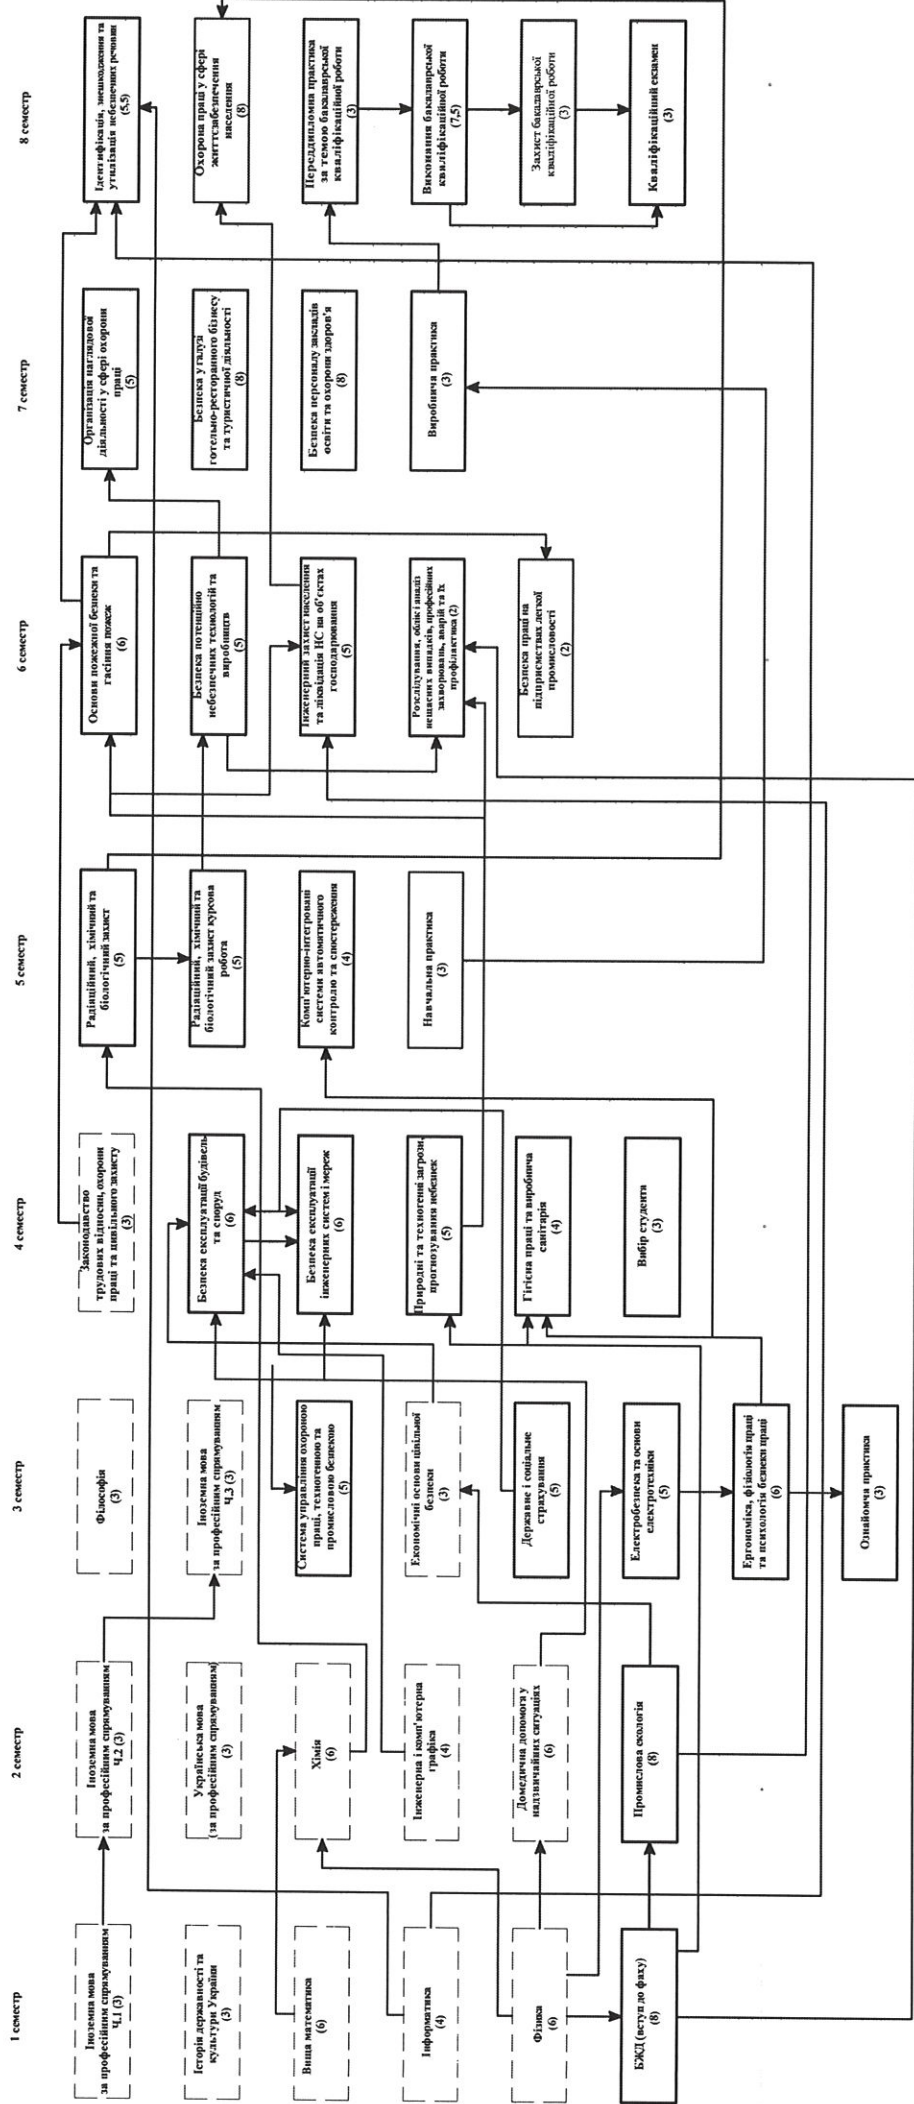 1 семестр
Іноземна мова
за професійним спрямуванням
Ч.1 (3)
Історія державності та
культури України
(3)
Вища математика
(6)
Інформатика
(4)
Фізика
(6)
БЖД (вступ до фаху)
(8)
2 семестр
Іноземна мова
за професійним спрямуванням
Ч.2 (3)
Українська мова
(за професійним спрямуванням)
(3)
Хімія
(6)
Інженерна і комп'ютерна
графіка
(4)
Домедична допомога у
надзвичайних ситуаціях
(6)
Промислова екологія
(8)
3 семестр
Філософія
(3)
Іноземна мова
за професійним спрямуванням
Ч.3 (3)
Система управління охороною
праці, техногенною та
промисловою безпекою
(5)
Економічні основи цівільної
безпеки
(3)
Державне і соціальне
страхування
(5)
Електробезпека та основи
електротехніки
(5)
Ергономіка, фізіологія праці
та психологія безпеки праці
(6)
Ознайомча практика
(3)
4 семестр
Законодавство
трудових відносин, охорони
праці та цивільного захисту
(3)
Безпека експлуатації будівель
та споруд
(6)
Безпека експлуатації
інженерних систем і мереж
(6)
Природні та техногенні загрози,
прогнозування небезпек
(5)
Гігієна праці та виробнича
санітарія
(4)
Вибір студента
(3)
5 семестр
Радіаційний, хімічний та
біологічний захист
(5)
Радіаційний, хімічний та
біологічний захист курсова
робота
(5)
Комп'ютерно-інтегровані
системи автоматичного
контролю та спостереження
(4)
Навчальна практика
(3)
6 семестр
Основи пожежної безпеки та
гасіння пожеж
(6)
Безпека потенційно
небезпечних технологій та
виробництв
(5)
Інженерний захист населення
та ліквідація НС на об'єктах
господарювання
(5)
Розслідування, облік і аналіз
нещасних випадків, професійних
захворювань, аварій та їх
профілактика (2)
Безпека праці на
підприємствах легкої
промисловості
(2)
7 семестр
Організація наглядової
діяльності у сфері охорони
праці
(5)
Безпека у галузі
готельно-ресторанного бізнесу
та туристичної діяльності
(8)
Безпека персоналу закладів
освіти та охорони здоров'я
(8)
Виробнича практика
(3)
8 семестр
Ідентифікація, знешкодження та
утилізація небезпечних речовин
(5,5)
Охорона праці у сфері
життєзабезпечення
населення
(8)
Переддипломна практика
за темою бакалаврської
кваліфікаційної роботи
(3)
Виконання бакалаврської
кваліфікаційної роботи
(7,5)
Захист бакалаврської
кваліфікаційної роботи
(3)
Кваліфікаційний екзамен
(3)